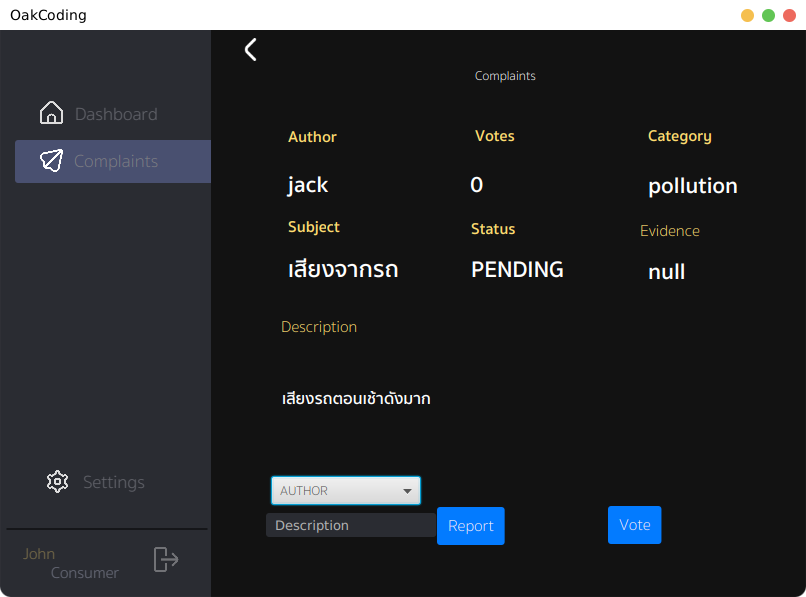 OakCoding
Dashboard
Complaints
Settings
John
Consumer
Complaints
Author Votes Category
jack 0 pollution
Subject Status Evidence
เสียงจากรถ PENDING null
Description
เสียงรถตอนเช้าดังมาก
AUTHOR
Description Report Vote